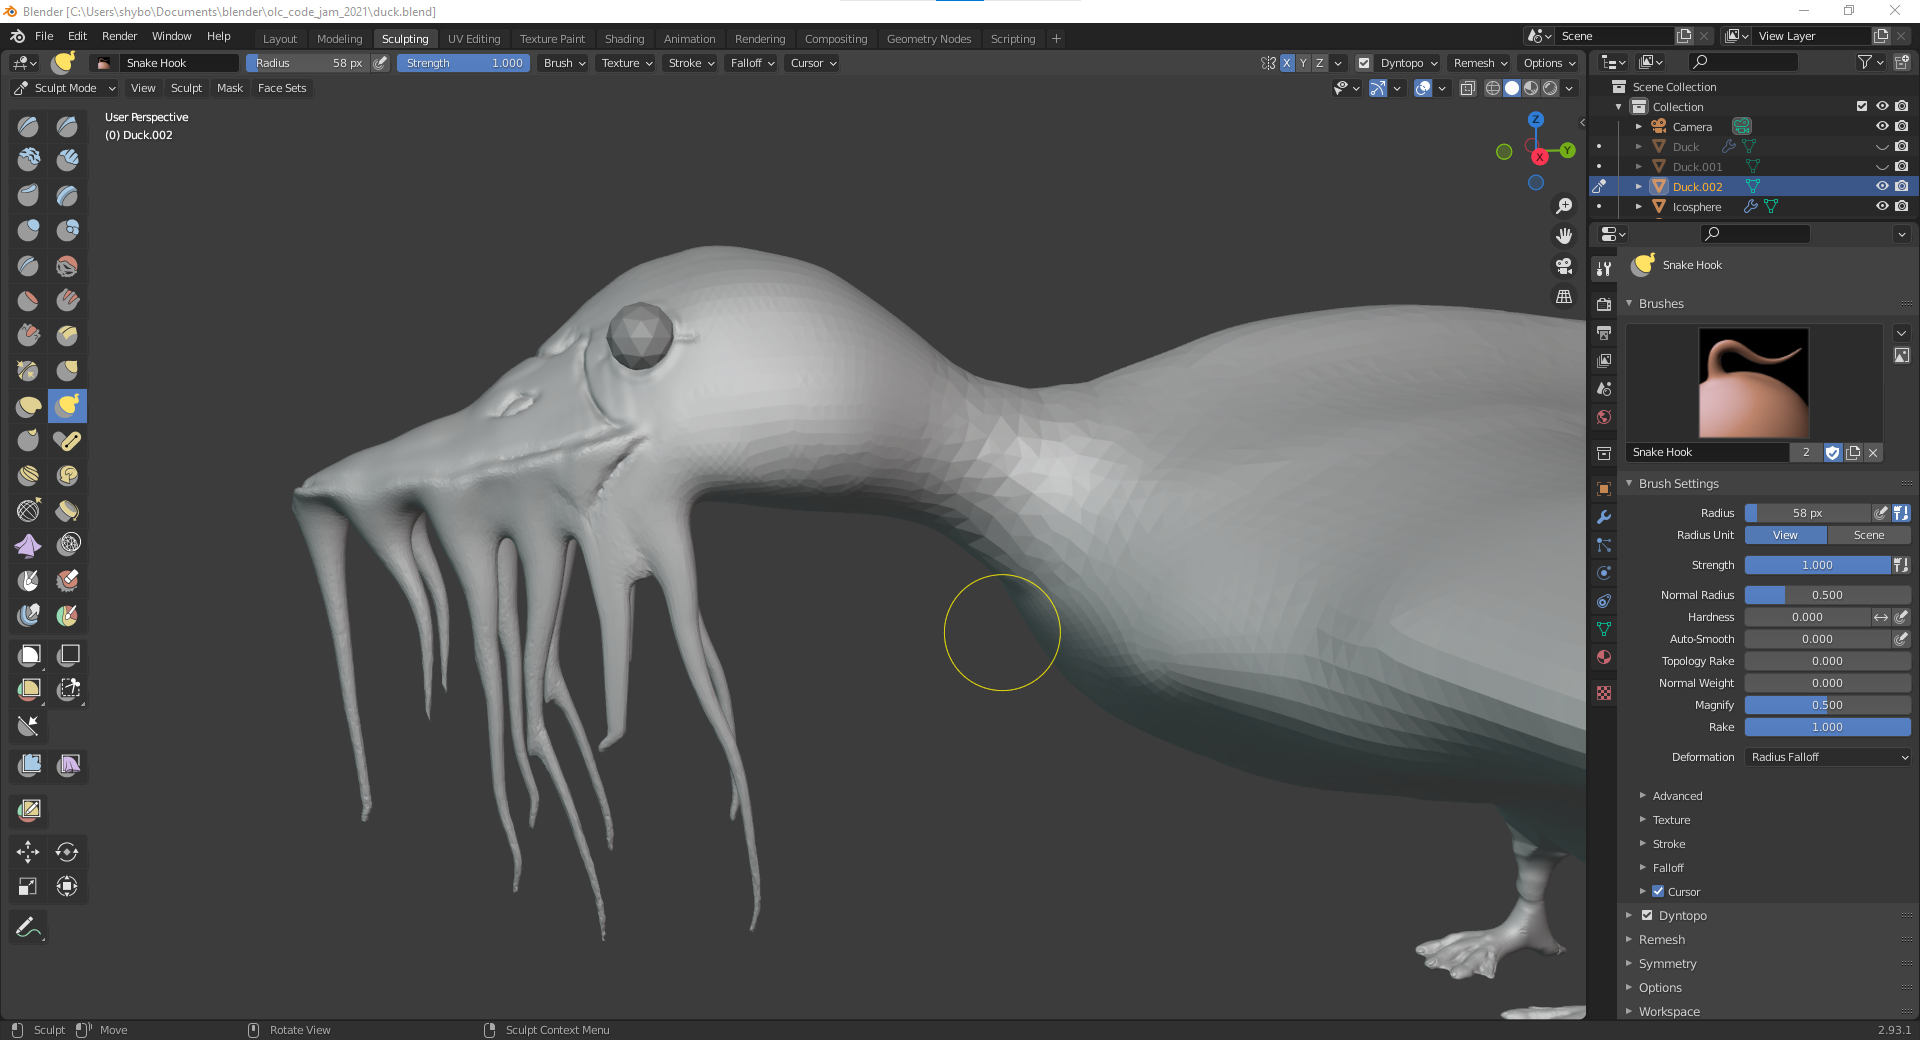 Blender [C:\Users\shybo\Documents\blender\olc_code_jam_2021\duck.blend]
File Edit Render Window Help Layout Modeling Sculpting UV Editing Texture Paint Shading Animation Rendering Compositing Geometry Nodes Scripting + Scene View Layer
Snake Hook Radius 58 px Strength 1.000 Brush Texture Stroke Falloff Cursor X Y Z Dyntopo Remesh Options
Sculpt Mode View Sculpt Mask Face Sets
User Perspective
(0) Duck.002
Z
Y
X
Scene Collection
Collection
Camera
Duck
Duck.001
Duck.002
Icosphere
Snake Hook
Brushes
Snake Hook 2
Brush Settings
Radius 58 px
Radius Unit View Scene
Strength 1.000
Normal Radius 0.500
Hardness 0.000
Auto-Smooth 0.000
Topology Rake 0.000
Normal Weight 0.000
Magnify 0.500
Rake 1.000
Deformation Radius Falloff
Advanced
Texture
Stroke
Falloff
Cursor
Dyntopo
Remesh
Symmetry
Options
Workspace
Sculpt Move Rotate View Sculpt Context Menu 2.93.1